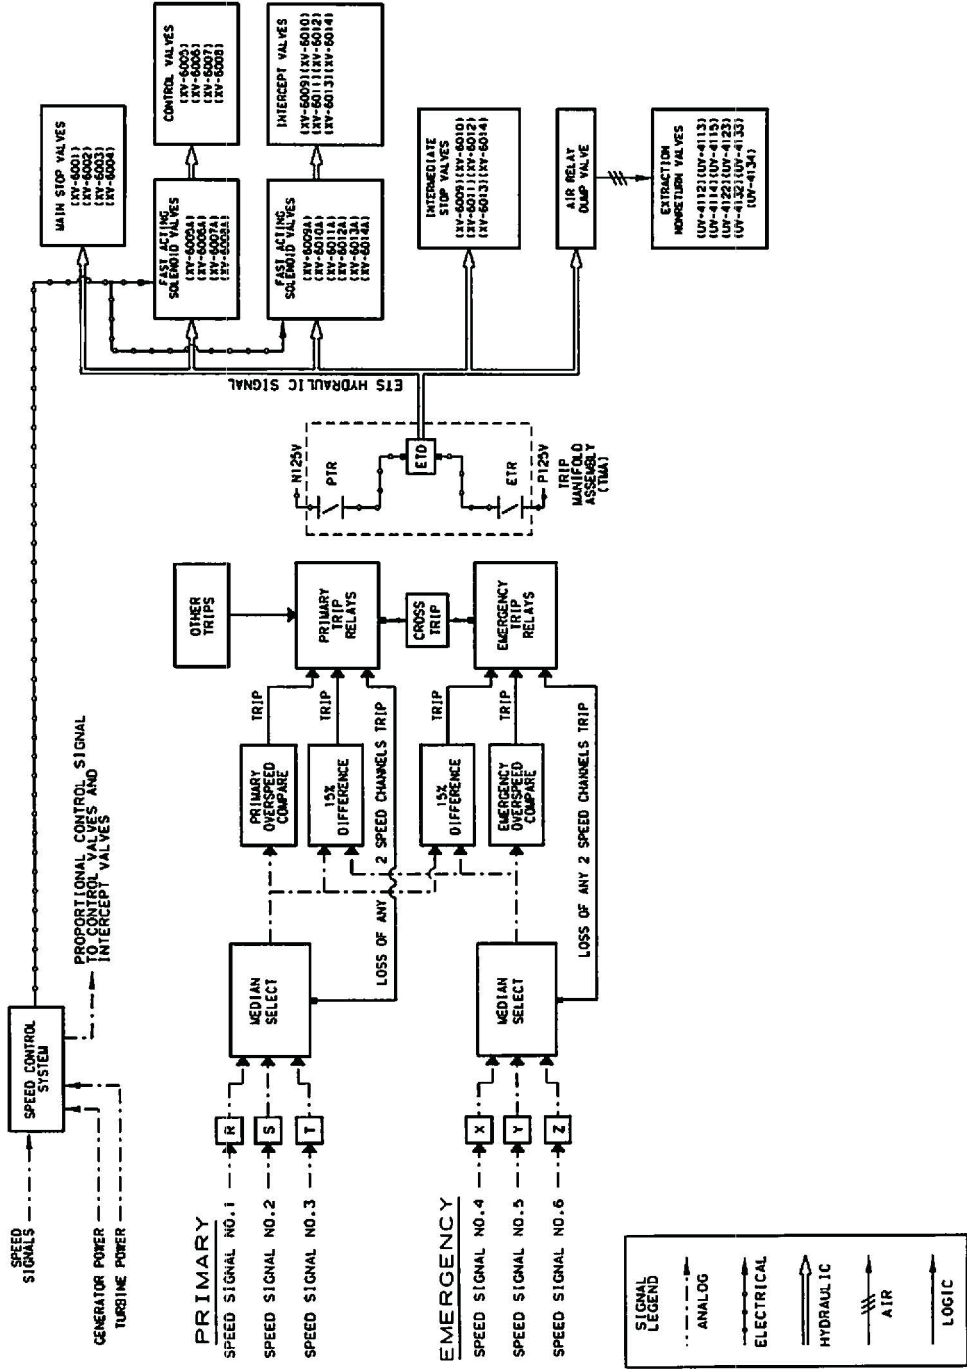 SPEED
SIGNALS
GENERATOR POWER
TURBINE POWER
SPEED CONTROL
SYSTEM
PROPORTIONAL CONTROL SIGNAL
TO CONTROL VALVES AND
INTERCEPT VALVES
PRIMARY
SPEED SIGNAL NO.1
SPEED SIGNAL NO.2
SPEED SIGNAL NO.3
R
S
T
MEDIAN
SELECT
PRIMARY
OVERSPEED
COMPARE
15%
DIFFERENCE
TRIP
TRIP
LOSS OF ANY 2 SPEED CHANNELS TRIP
OTHER
TRIPS
PRIMARY
TRIP
RELAYS
CROSS
TRIP
EMERGENCY
SPEED SIGNAL NO.4
SPEED SIGNAL NO.5
SPEED SIGNAL NO.6
X
Y
Z
MEDIAN
SELECT
15%
DIFFERENCE
EMERGENCY
OVERSPEED
COMPARE
TRIP
TRIP
LOSS OF ANY 2 SPEED CHANNELS TRIP
EMERGENCY
TRIP
RELAYS
N125V
PTR
ETD
ETR
P125V
TRIP
MANIFOLD
ASSEMBLY
(TMA)
ETS HYDRAULIC SIGNAL
MAIN STOP VALVES
(XV-6001)
(XV-6002)
(XV-6003)
(XV-6004)
FAST ACTING
SOLENOID VALVES
(XV-6005A)
(XV-6006A)
(XV-6007A)
(XV-6008A)
CONTROL VALVES
(XV-6005)
(XV-6006)
(XV-6007)
(XV-6008)
FAST ACTING
SOLENOID VALVES
(XV-6009A)
(XV-6010A)
(XV-6011A)
(XV-6012A)
(XV-6013A)
(XV-6014A)
INTERCEPT VALVES
(XV-6009)(XV-6010)
(XV-6011)(XV-6012)
(XV-6013)(XV-6014)
INTERMEDIATE
STOP VALVES
(XV-6009)(XV-6010)
(XV-6011)(XV-6012)
(XV-6013)(XV-6014)
AIR RELAY
DUMP VALVE
EXTRACTION
NONRETURN VALVES
(UV-4112)(UV-4113)
(UV-4114)(UV-4115)
(UV-4122)(UV-4123)
(UV-4132)(UV-4133)
(UV-4134)
SIGNAL
LEGEND
ANALOG
ELECTRICAL
HYDRAULIC
AIR
LOGIC